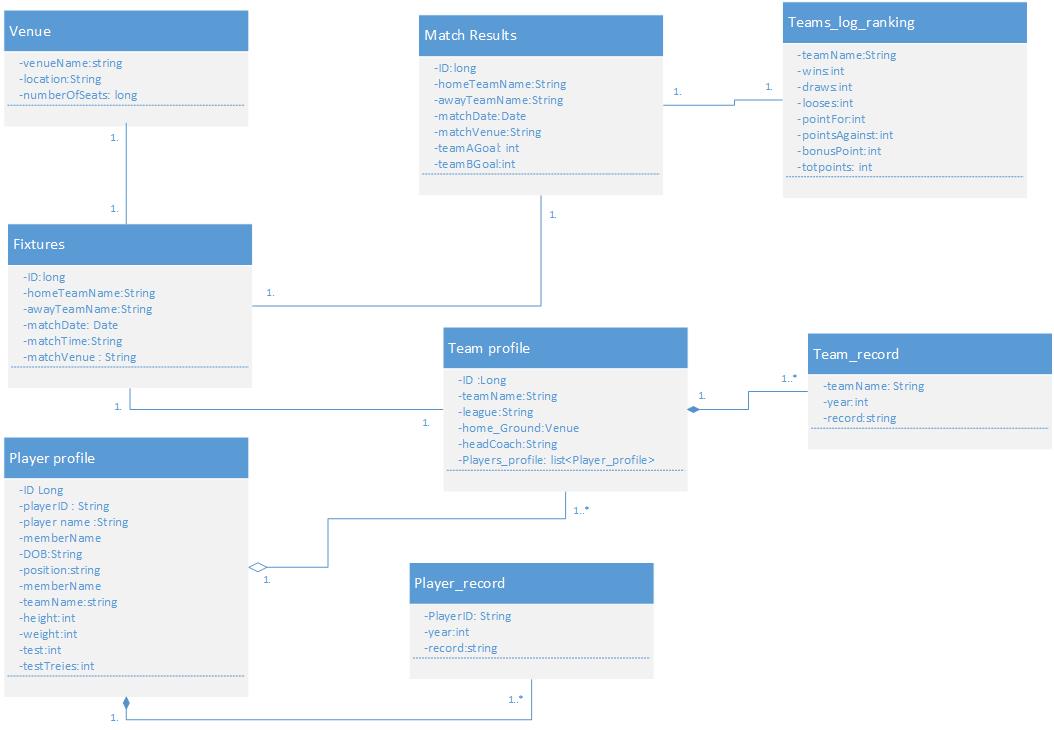 Venue
-venueName:string
-location:String
-numberOfSeats: long
1.
1.
Match Results
-ID:long
-homeTeamName:String
-awayTeamName:String
-matchDate:Date
-matchVenue:String
-teamAGoal: int
-teamBGoal:int
1.
1.
Teams_log_ranking
-teamName:String
-wins:int
-draws:int
-looses:int
-pointFor:int
-pointsAgainst:int
-bonusPoint:int
-totpoints: int
1.
1.
Fixtures
-ID:long
-homeTeamName:String
-awayTeamName:String
-matchDate: Date
-matchTime:String
-matchVenue : String
1.
1.
Team profile
-ID :Long
-teamName:String
-league:String
-home_Ground:Venue
-headCoach:String
-Players_profile: list<Player_profile>
1.
1..*
Team_record
-teamName: String
-year:int
-record:string
1..*
1.
Player profile
-ID Long
-playerID : String
-player name :String
-memberName
-DOB:String
-position:string
-memberName
-teamName:string
-height:int
-weight:int
-test:int
-testTreies:int
Player_record
-PlayerID: String
-year:int
-record:string
1..*
1.